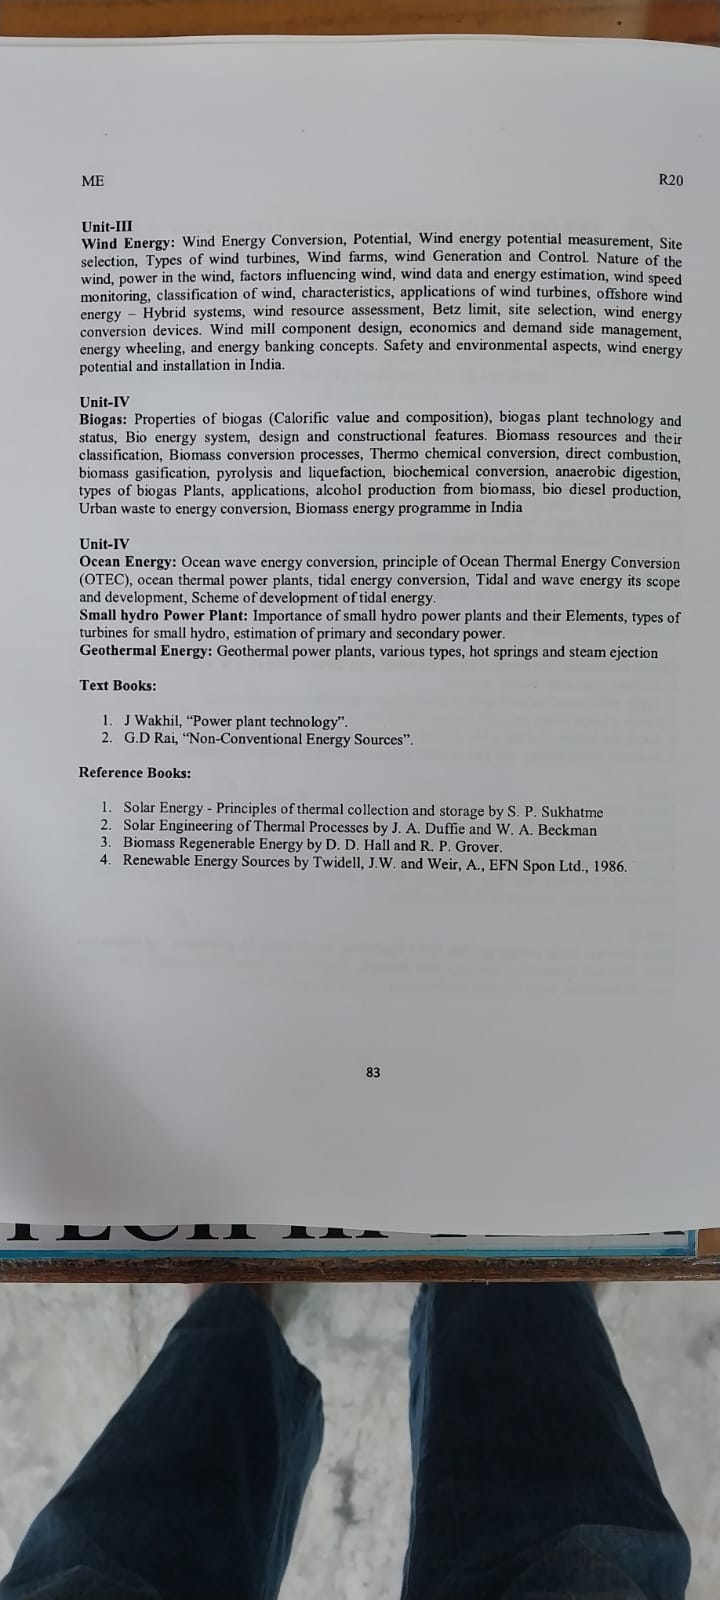 ME R20
Unit-III
Wind Energy: Wind Energy Conversion, Potential, Wind energy potential measurement, Site
selection, Types of wind turbines, Wind farms, wind Generation and Control. Nature of the
wind, power in the wind, factors influencing wind, wind data and energy estimation, wind speed
monitoring, classification of wind, characteristics, applications of wind turbines, offshore wind
energy – Hybrid systems, wind resource assessment, Betz limit, site selection, wind energy
conversion devices. Wind mill component design, economics and demand side management,
energy wheeling, and energy banking concepts. Safety and environmental aspects, wind energy
potential and installation in India.
Unit-IV
Biogas: Properties of biogas (Calorific value and composition), biogas plant technology and
status, Bio energy system, design and constructional features. Biomass resources and their
classification, Biomass conversion processes, Thermo chemical conversion, direct combustion,
biomass gasification, pyrolysis and liquefaction, biochemical conversion, anaerobic digestion,
types of biogas Plants, applications, alcohol production from biomass, bio diesel production,
Urban waste to energy conversion, Biomass energy programme in India
Unit-IV
Ocean Energy: Ocean wave energy conversion, principle of Ocean Thermal Energy Conversion
(OTEC), ocean thermal power plants, tidal energy conversion, Tidal and wave energy its scope
and development, Scheme of development of tidal energy.
Small hydro Power Plant: Importance of small hydro power plants and their Elements, types of
turbines for small hydro, estimation of primary and secondary power.
Geothermal Energy: Geothermal power plants, various types, hot springs and steam ejection
Text Books:
1. J Wakhil, “Power plant technology”.
2. G.D Rai, “Non-Conventional Energy Sources”.
Reference Books:
1. Solar Energy - Principles of thermal collection and storage by S. P. Sukhatme
2. Solar Engineering of Thermal Processes by J. A. Duffie and W. A. Beckman
3. Biomass Regenerable Energy by D. D. Hall and R. P. Grover.
4. Renewable Energy Sources by Twidell, J.W. and Weir, A., EFN Spon Ltd., 1986.
83